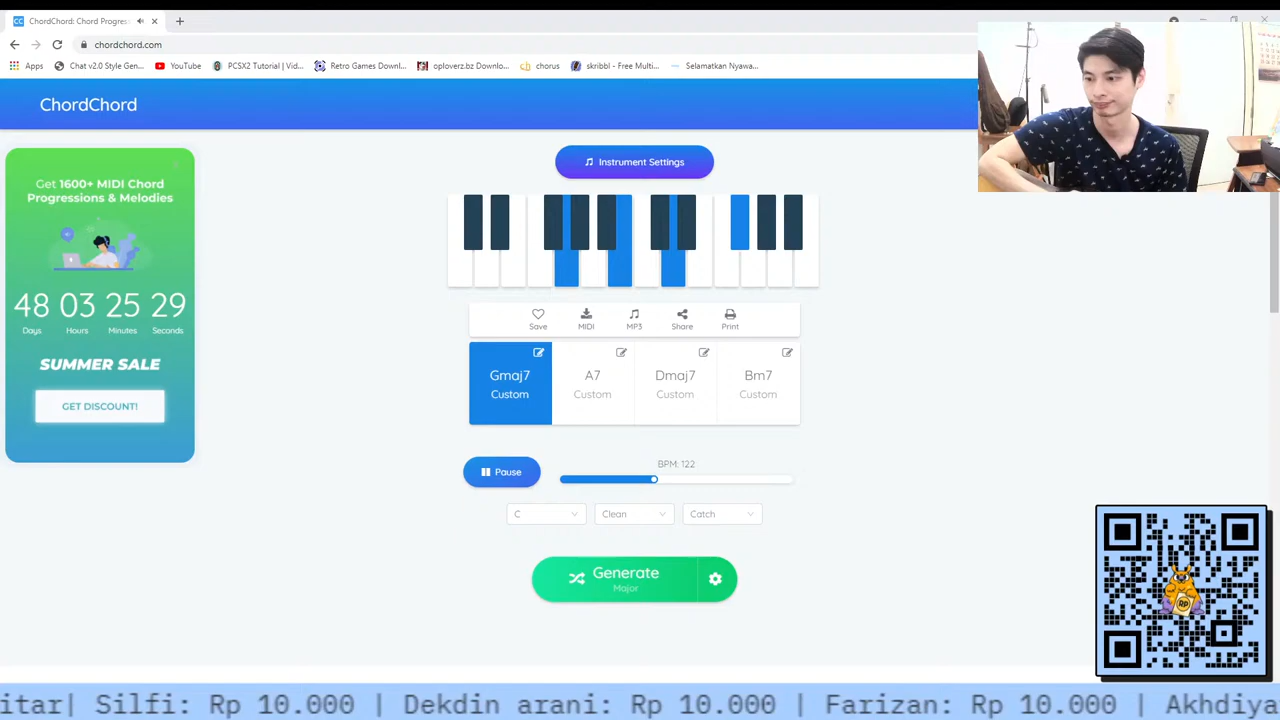 ChordChord: Chord Progres
chordchord.com
Apps
Chat v2.0 Style Gen...
YouTube
PCSX2 Tutorial | Vid...
Retro Games Downl...
oploverz.bz Downlo...
chorus
skribbl - Free Multi...
Selamatkan Nyawa...
ChordChord
Get 1600+ MIDI Chord
Progressions & Melodies
48 03 25 29
Days Hours Minutes Seconds
SUMMER SALE
GET DISCOUNT!
Instrument Settings
Save MIDI MP3 Share Print
Gmaj7 A7 Dmaj7 Bm7
Custom Custom Custom Custom
Pause
BPM: 122
C Clean Catch
Generate
Major
RP
itar| Silfi: Rp 10.000 | Dekdin arani: Rp 10.000 | Farizan: Rp 10.000 | Akhdiya